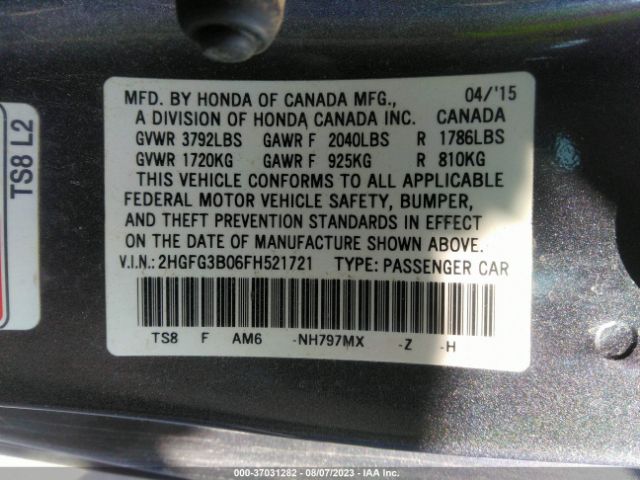 MFD. BY HONDA OF CANADA MFG., 04/'15
A DIVISION OF HONDA CANADA INC. CANADA
GVWR 3792LBS GAWR F 2040LBS R 1786LBS
GVWR 1720KG GAWR F 925KG R 810KG
THIS VEHICLE CONFORMS TO ALL APPLICABLE
FEDERAL MOTOR VEHICLE SAFETY, BUMPER,
AND THEFT PREVENTION STANDARDS IN EFFECT
ON THE DATE OF MANUFACTURE SHOWN ABOVE.
V.I.N.: 2HGFG3B06FH521721 TYPE: PASSENGER CAR
TS8 F AM6 -NH797MX -Z -H
TS8 L2
000-37031282 - 08/07/2023 - IAA Inc.